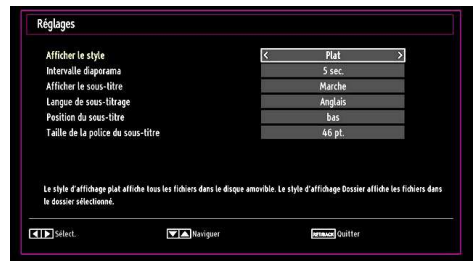 Réglages
Afficher le style < Plat >
Intervalle diaporama 5 sec.
Afficher le sous-titre Marche
Langue de sous-titrage Anglais
Position du sous-titre bas
Taille de la police du sous-titre 46 pt.
Le style d'affichage plat affiche tous les fichiers dans le disque amovible. Le style d'affichage Dossier affiche les fichiers dans
le dossier sélectionné.
Sélect. Naviguer RET/BACK Quitter